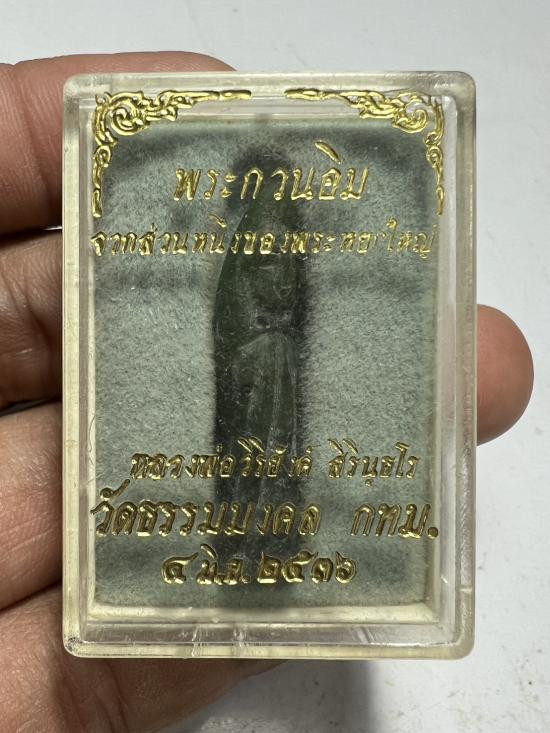 พระกวนอิม
จากส่วนหนึ่งของพระหยกใหญ่
หลวงพ่อวิริยังค์ สิรินฺธโร
วัดธรรมมงคล กทม.
๔ มี.ค. ๒๕๓๖